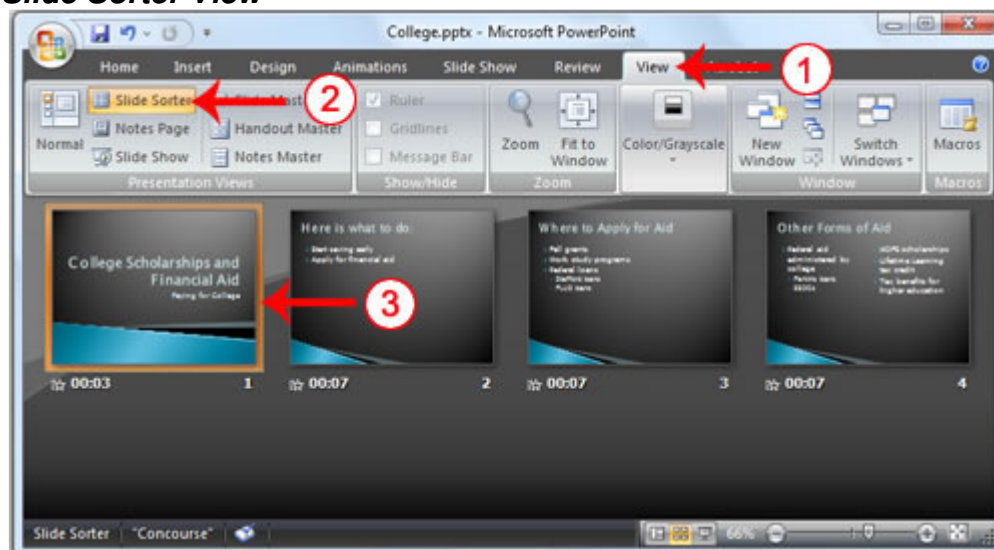 Slide Sorter View
College.pptx - Microsoft PowerPoint
Home Insert Design Animations Slide Show Review View
1
Slide Sorter
2
Notes Page
Slide Show
Normal
Handout Master
Notes Master
Ruler
Gridlines
Message Bar
Zoom
Fit to
Window
Color/Grayscale
New
Window
Switch
Windows
Macros
Presentation Views
Show/Hide
Zoom
Window
Macros
College Scholarships and
Financial Aid
Paying for College
3
Here is what to do:
Start saving early
Apply for financial aid
Where to Apply for Aid
Pell grants
Work study programs
Federal loans
Stafford loans
PLUS loans
Other Forms of Aid
Federal aid
administered by
college
Perkins loans
SEOGs
HOPE scholarships
Lifetime Learning
tax credit
Tax benefits for
higher education
00:03 1
00:07 2
00:07 3
00:07 4
Slide Sorter "Concourse" 66%